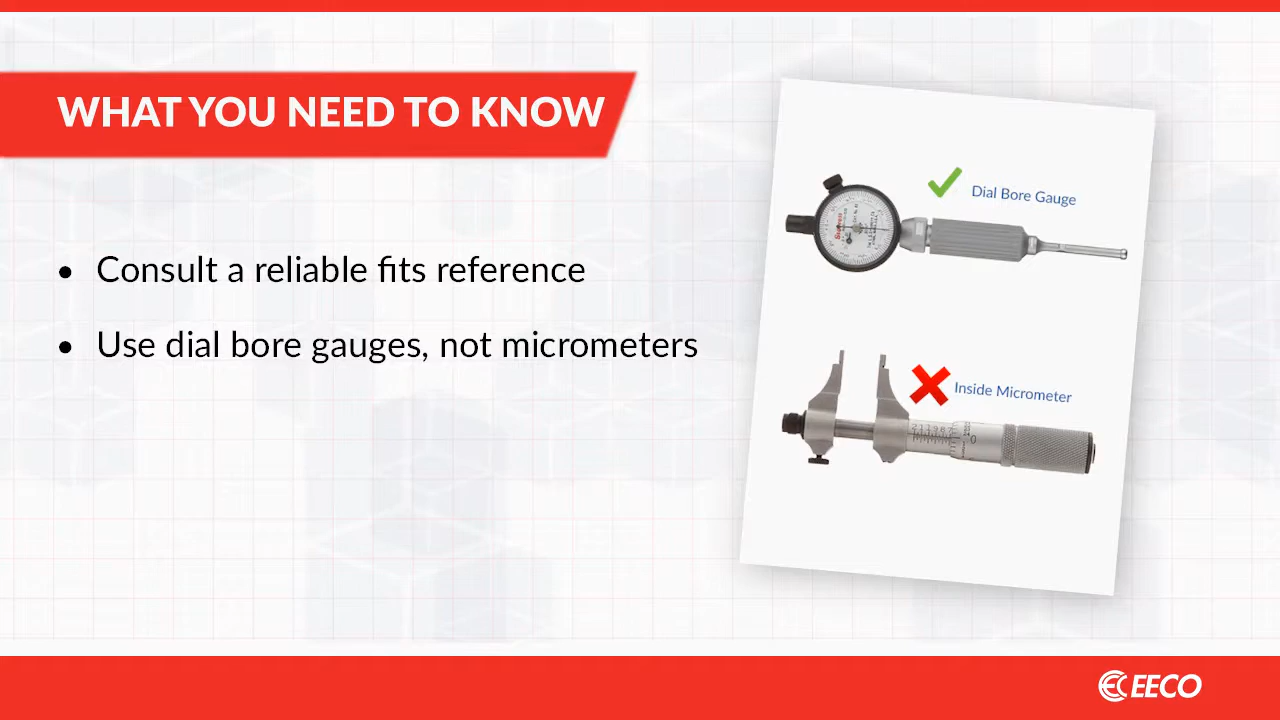 WHAT YOU NEED TO KNOW
• Consult a reliable fits reference
• Use dial bore gauges, not micrometers
Dial Bore Gauge
Inside Micrometer
0
EECO